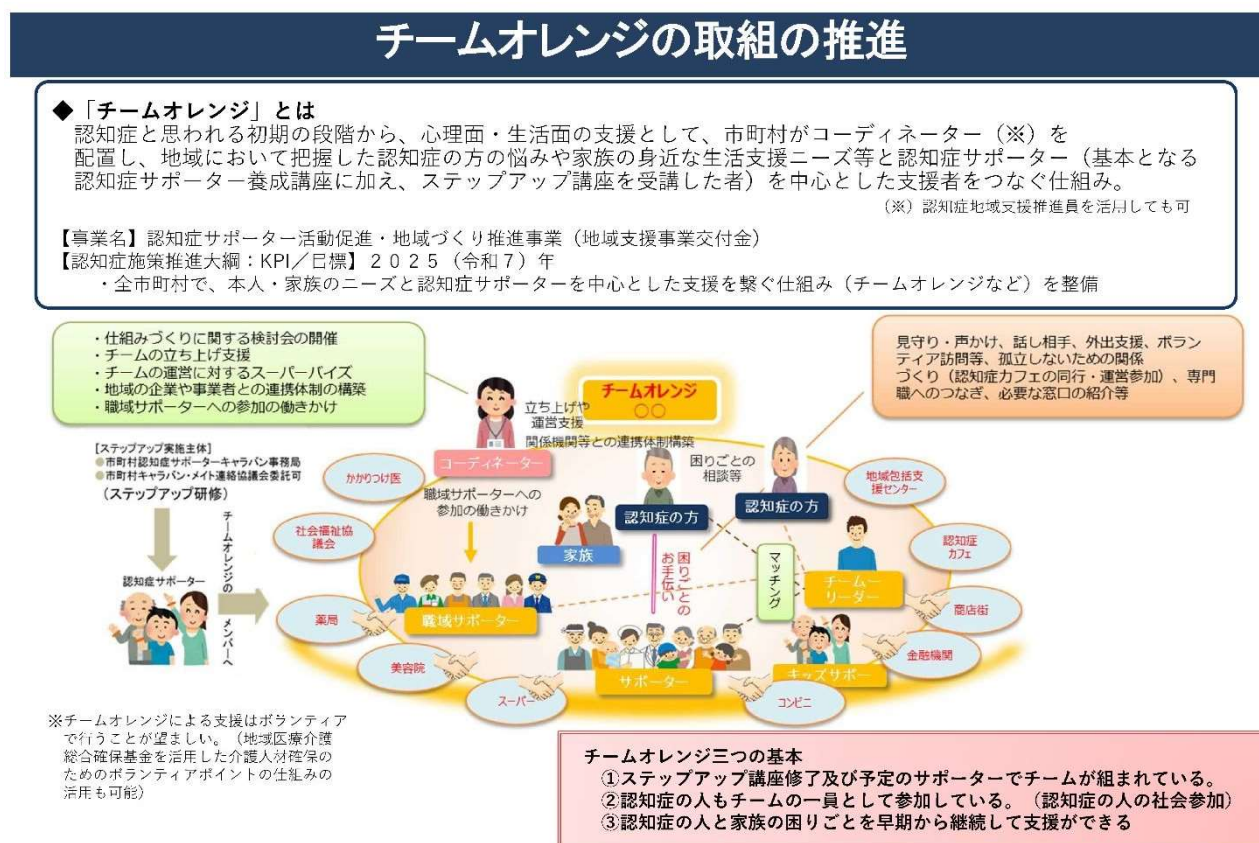 チームオレンジの取組の推進
◆「チームオレンジ」とは
認知症と思われる初期の段階から、心理面・生活面の支援として、市町村がコーディネーター（※）を
配置し、地域において把握した認知症の方の悩みや家族の身近な生活支援ニーズ等と認知症サポーター（基本となる
認知症サポーター養成講座に加え、ステップアップ講座を受講した者）を中心とした支援者をつなぐ仕組み。
（※）認知症地域支援推進員を活用しても可
【事業名】認知症サポーター活動促進・地域づくり推進事業（地域支援事業交付金）
【認知症施策推進大綱：KPI／目標】２０２５（令和７）年
・全市町村で、本人・家族のニーズと認知症サポーターを中心とした支援を繋ぐ仕組み（チームオレンジなど）を整備
・仕組みづくりに関する検討会の開催
・チームの立ち上げ支援
・チームの運営に対するスーパーバイズ
・地域の企業や事業者との連携体制の構築
・職域サポーターへの参加の働きかけ
見守り・声かけ、話し相手、外出支援、ボラン
ティア訪問等、孤立しないための関係
づくり（認知症カフェの同行・運営参加）、専門
職へのつなぎ、必要な窓口の紹介等
チームオレンジ
○○
立ち上げや
運営支援
関係機関等との連携体制構築
コーディネーター
困りごとの
相談等
[ステップアップ実施主体]
●市町村認知症サポーターキャラバン事務局
●市町村キャラバン・メイト連絡協議会委託可
（ステップアップ研修）
かかりつけ医
職域サポーターへの
参加の働きかけ
地域包括支
援センター
認知症の方
認知症の方
社会福祉協
議会
家族
認知症
カフェ
チームオレンジの
メンバーへ
困りごとの
お手伝い
マッチング
チームー
リーダー
認知症サポーター
薬局
職域サポーター
商店街
美容院
サポーター
キッズサポー
金融機関
スーパー
コンビニ
※チームオレンジによる支援はボランティア
で行うことが望ましい。（地域医療介護
総合確保基金を活用した介護人材確保の
ためのボランティアポイントの仕組みの
活用も可能）
チームオレンジ三つの基本
①ステップアップ講座修了及び予定のサポーターでチームが組まれている。
②認知症の人もチームの一員として参加している。（認知症の人の社会参加）
③認知症の人と家族の困りごとを早期から継続して支援ができる